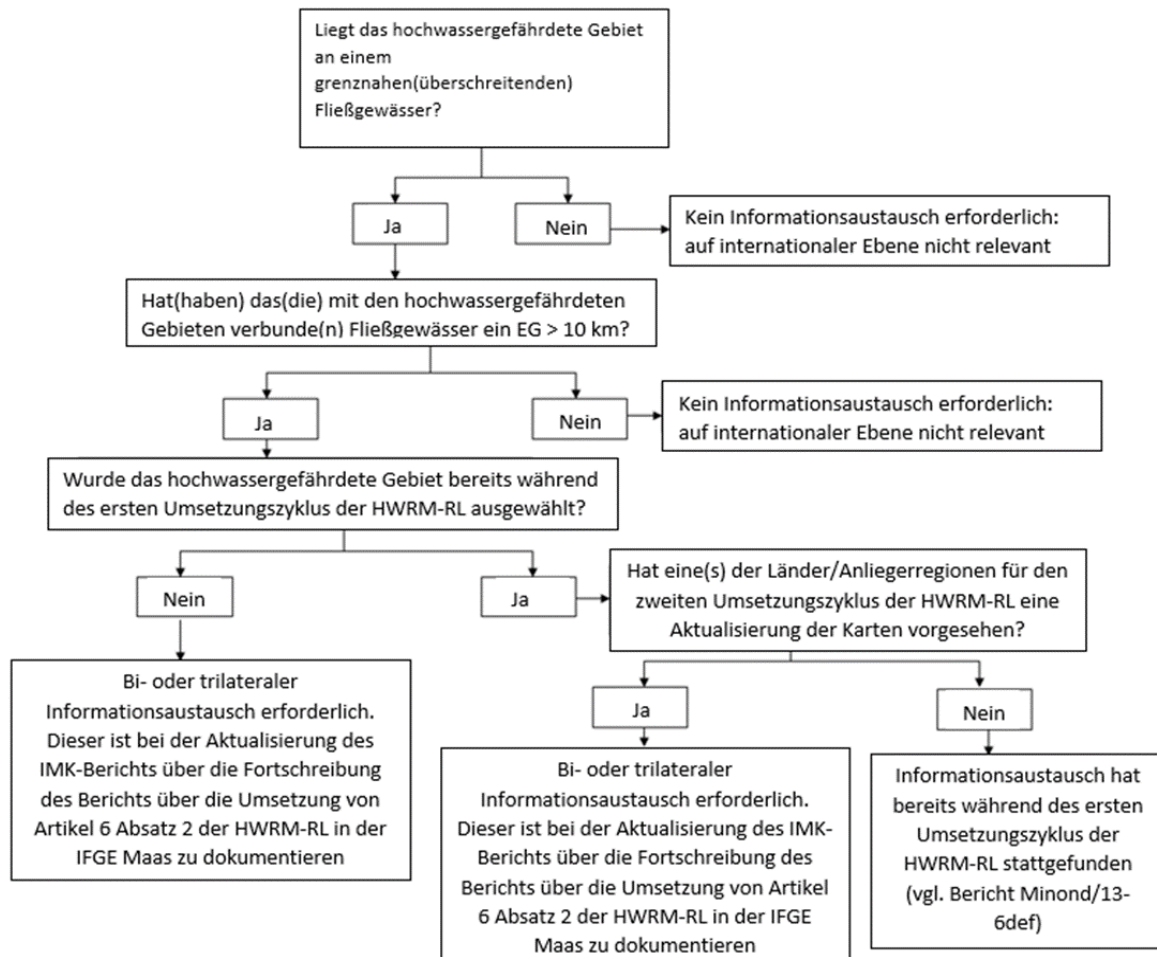 Liegt das hochwassergefährdete Gebiet
an einem
grenznahen(überschreitenden)
Fließgewässer?
Ja
Nein
Kein Informationsaustausch erforderlich:
auf internationaler Ebene nicht relevant
Hat(haben) das(die) mit den hochwassergefährdeten
Gebieten verbunde(n) Fließgewässer ein EG > 10 km?
Ja
Nein
Kein Informationsaustausch erforderlich:
auf internationaler Ebene nicht relevant
Wurde das hochwassergefährdete Gebiet bereits während
des ersten Umsetzungszyklus der HWRM-RL ausgewählt?
Nein
Ja
Hat eine(s) der Länder/Anliegerregionen für den
zweiten Umsetzungszyklus der HWRM-RL eine
Aktualisierung der Karten vorgesehen?
Bi- oder trilateraler
Informationsaustausch erforderlich.
Dieser ist bei der Aktualisierung des
IMK-Berichts über die Fortschreibung
des Berichts über die Umsetzung von
Artikel 6 Absatz 2 der HWRM-RL in der
IFGE Maas zu dokumentieren
Ja
Nein
Bi- oder trilateraler
Informationsaustausch erforderlich.
Dieser ist bei der Aktualisierung des IMK-
Berichts über die Fortschreibung des
Berichts über die Umsetzung von Artikel
6 Absatz 2 der HWRM-RL in der IFGE
Maas zu dokumentieren
Informationsaustausch hat
bereits während des ersten
Umsetzungszyklus der
HWRM-RL stattgefunden
(vgl. Bericht Minond/13-
6def)